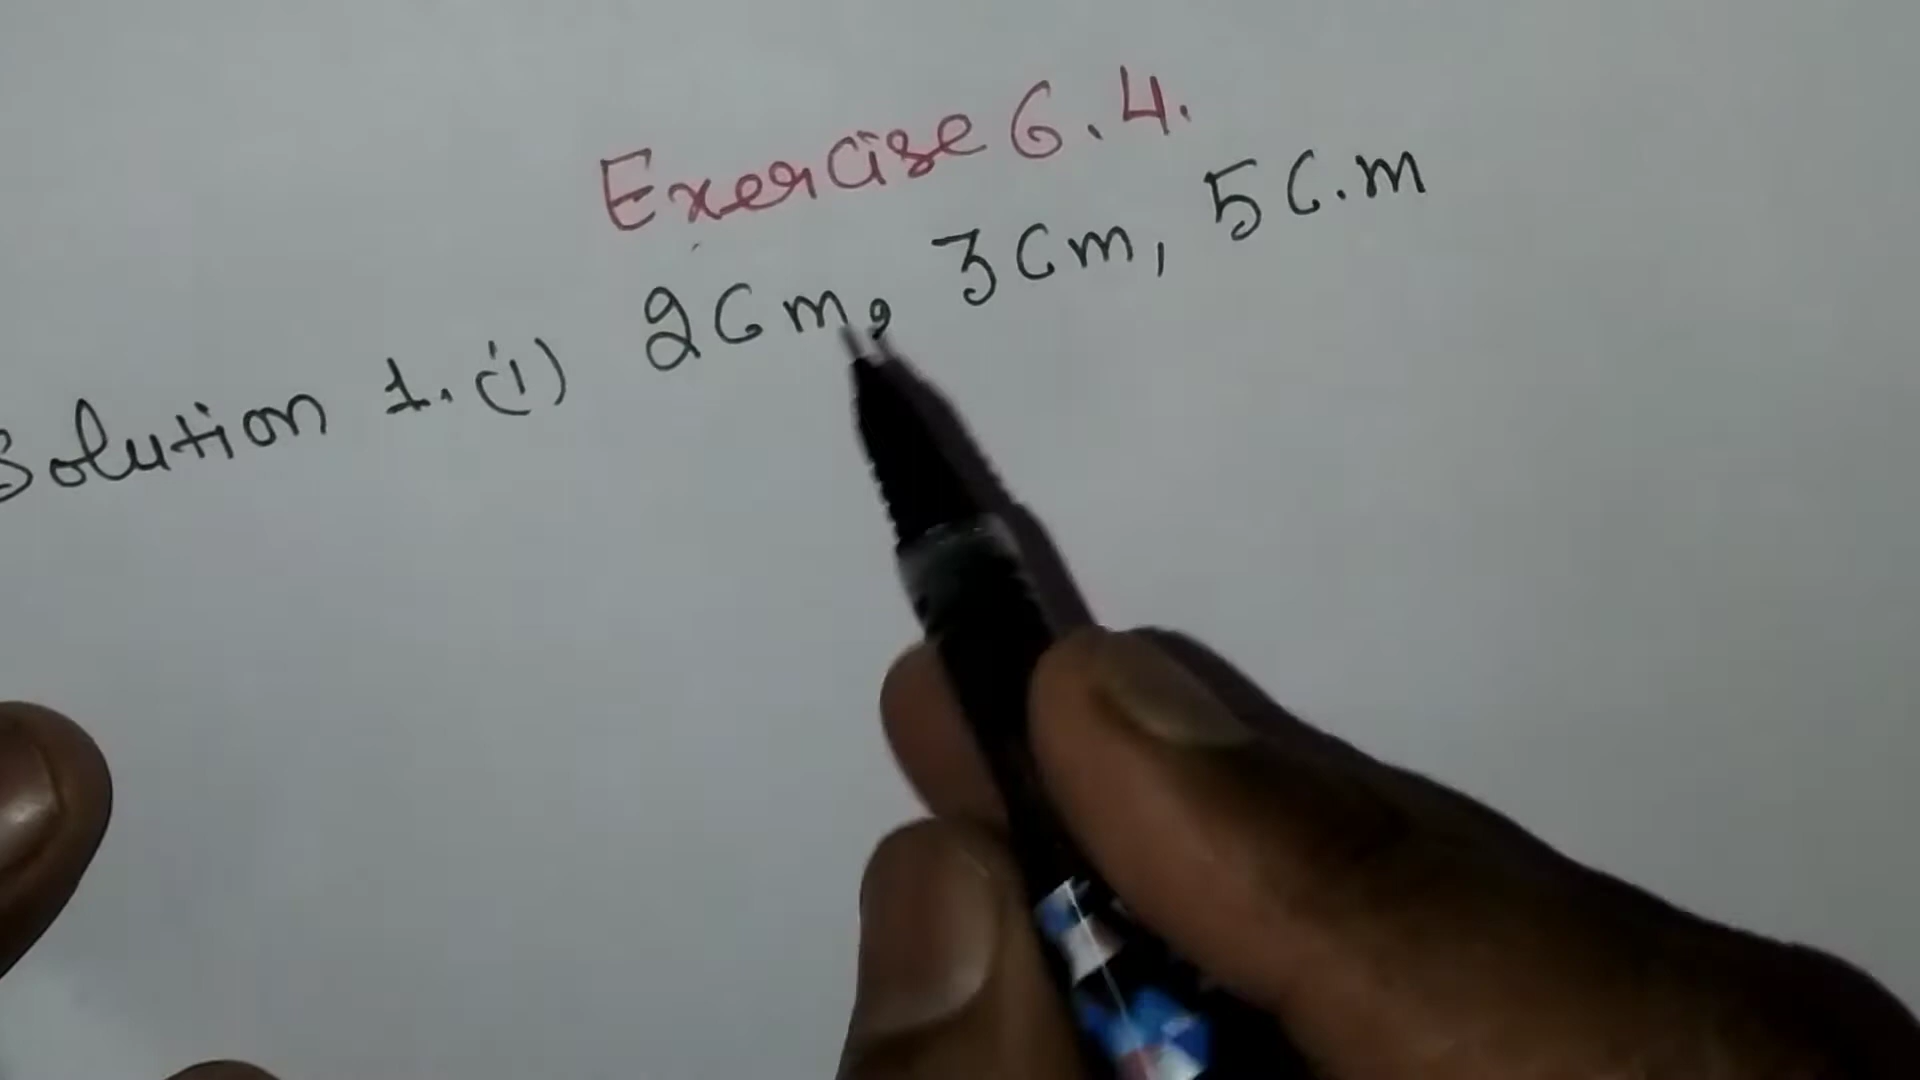 Exercise 6.4.
Solution 1.(i) 2cm, 3cm, 5c.m